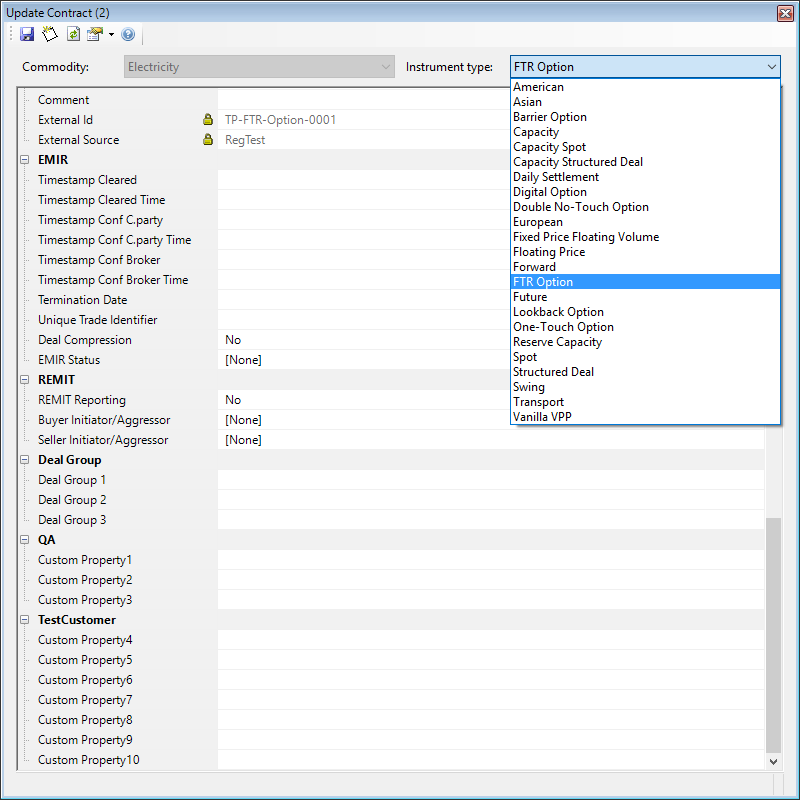 Update Contract (2)
Commodity:
Electricity
Instrument type:
FTR Option
American
Asian
Barrier Option
Capacity
Capacity Spot
Capacity Structured Deal
Daily Settlement
Digital Option
Double No-Touch Option
European
Fixed Price Floating Volume
Floating Price
Forward
FTR Option
Future
Lookback Option
One-Touch Option
Reserve Capacity
Spot
Structured Deal
Swing
Transport
Vanilla VPP
Comment
External Id TP-FTR-Option-0001
External Source RegTest
EMIR
Timestamp Cleared
Timestamp Cleared Time
Timestamp Conf C.party
Timestamp Conf C.party Time
Timestamp Conf Broker
Timestamp Conf Broker Time
Termination Date
Unique Trade Identifier
Deal Compression No
EMIR Status [None]
REMIT
REMIT Reporting No
Buyer Initiator/Aggressor [None]
Seller Initiator/Aggressor [None]
Deal Group
Deal Group 1
Deal Group 2
Deal Group 3
QA
Custom Property1
Custom Property2
Custom Property3
TestCustomer
Custom Property4
Custom Property5
Custom Property6
Custom Property7
Custom Property8
Custom Property9
Custom Property10